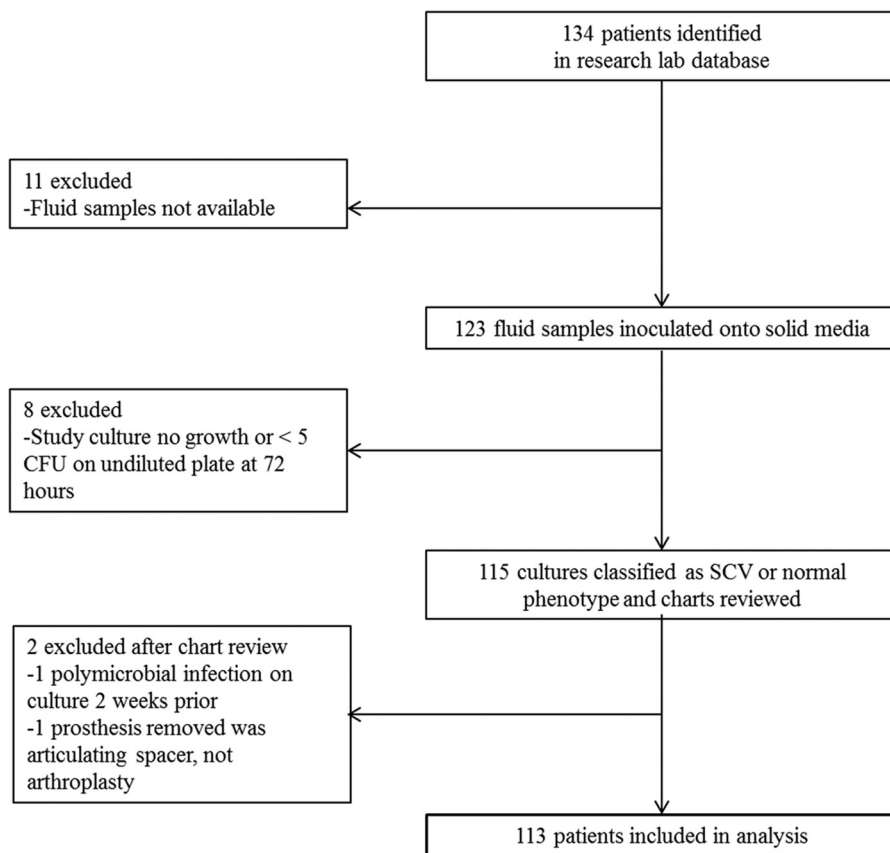 134 patients identified
in research lab database
11 excluded
-Fluid samples not available
123 fluid samples inoculated onto solid media
8 excluded
-Study culture no growth or < 5
CFU on undiluted plate at 72
hours
115 cultures classified as SCV or normal
phenotype and charts reviewed
2 excluded after chart review
-1 polymicrobial infection on
culture 2 weeks prior
-1 prosthesis removed was
articulating spacer, not
arthroplasty
113 patients included in analysis